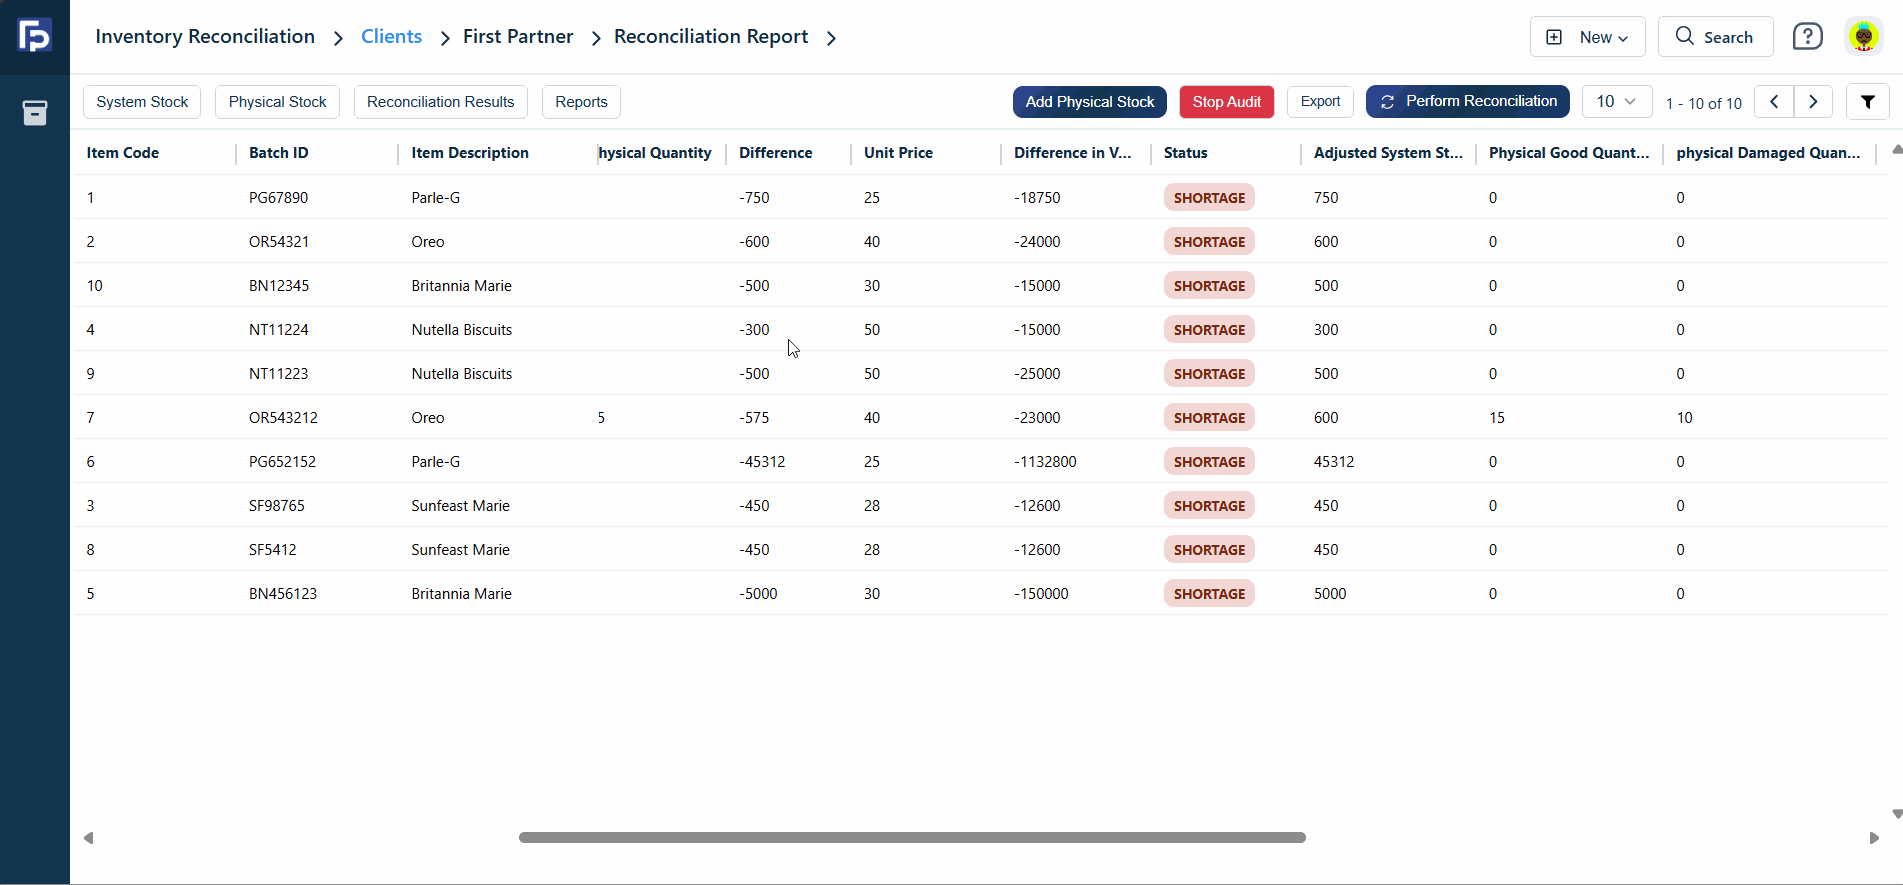 Inventory Reconciliation > Clients > First Partner > Reconciliation Report >
New Search
System Stock Physical Stock Reconciliation Results Reports Add Physical Stock Stop Audit Export Perform Reconciliation 10 1 - 10 of 10
Item Code Batch ID Item Description hysical Quantity Difference Unit Price Difference in V... Status Adjusted System St... Physical Good Quant... physical Damaged Quan...
1 PG67890 Parle-G -750 25 -18750 SHORTAGE 750 0 0
2 OR54321 Oreo -600 40 -24000 SHORTAGE 600 0 0
10 BN12345 Britannia Marie -500 30 -15000 SHORTAGE 500 0 0
4 NT11224 Nutella Biscuits -300 50 -15000 SHORTAGE 300 0 0
9 NT11223 Nutella Biscuits -500 50 -25000 SHORTAGE 500 0 0
7 OR543212 Oreo 5 -575 40 -23000 SHORTAGE 600 15 10
6 PG652152 Parle-G -45312 25 -1132800 SHORTAGE 45312 0 0
3 SF98765 Sunfeast Marie -450 28 -12600 SHORTAGE 450 0 0
8 SF5412 Sunfeast Marie -450 28 -12600 SHORTAGE 450 0 0
5 BN456123 Britannia Marie -5000 30 -150000 SHORTAGE 5000 0 0